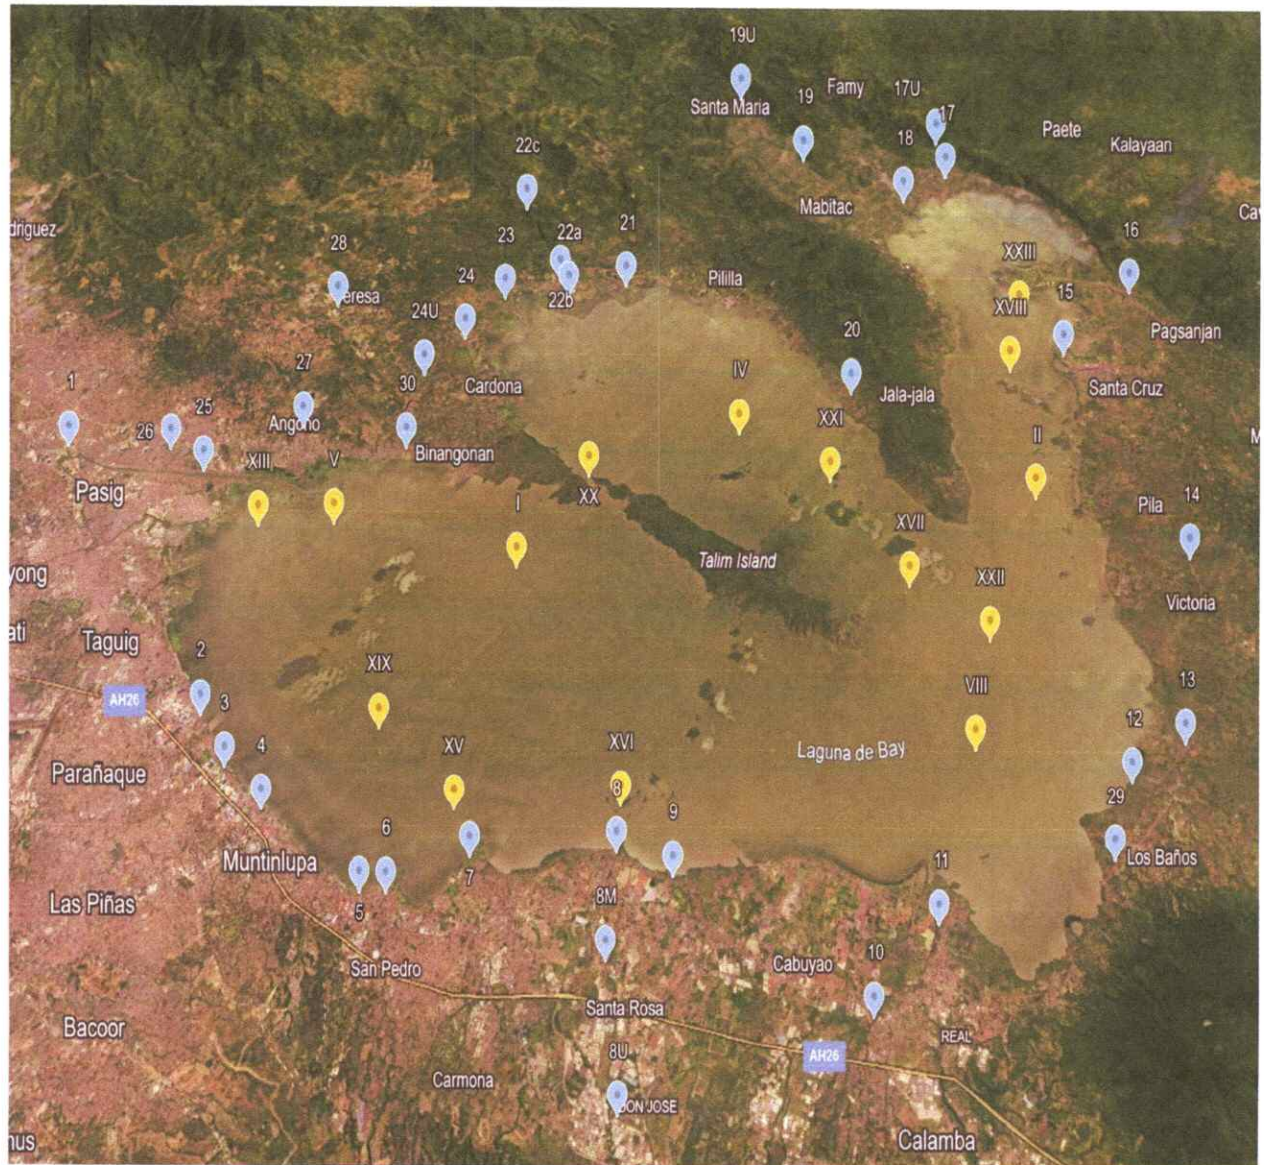 19U
Famy
17U
19
Santa Maria
17
Paete
22c
18
Kalayaan
Mabitac
driguez
28
23
22a
21
16
24
XXIII
eresa
22b
Pililla
24U
XVIII
15
Pagsanjan
20
27
30
Cardona
IV
Jala-jala
Santa Cruz
1
25
26
Angono
Binangonan
XXI
II
XIII
V
Pasig
XX
I
Pila
14
XVII
Talim Island
yong
XXII
Victoria
ati
Taguig
2
XIX
AH26
3
VIII
13
12
4
XV
XVI
Laguna de Bay
Parañaque
8
29
9
Muntinlupa
6
7
Los Baños
11
5
8M
Las Piñas
San Pedro
Cabuyao
10
Santa Rosa
Bacoor
REAL
8U
AH26
Carmona
DON JOSE
Calamba
nus